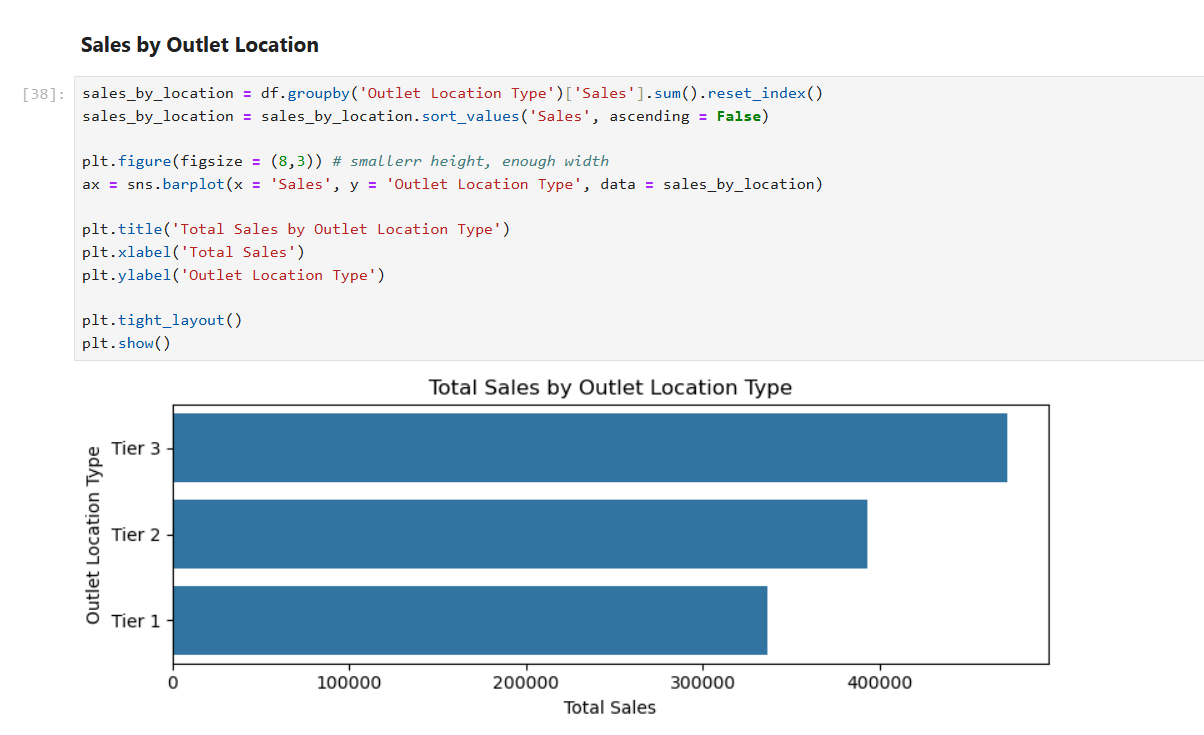 Sales by Outlet Location
[38]:
sales_by_location = df.groupby('Outlet Location Type')['Sales'].sum().reset_index()
sales_by_location = sales_by_location.sort_values('Sales', ascending = False)
plt.figure(figsize = (8,3)) # smallerr height, enough width
ax = sns.barplot(x = 'Sales', y = 'Outlet Location Type', data = sales_by_location)
plt.title('Total Sales by Outlet Location Type')
plt.xlabel('Total Sales')
plt.ylabel('Outlet Location Type')
plt.tight_layout()
plt.show()
Total Sales by Outlet Location Type
Outlet Location Type
Tier 3
Tier 2
Tier 1
0 100000 200000 300000 400000
Total Sales